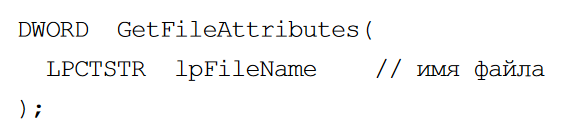 DWORD  GetFileAttributes(
  LPCTSTR  lpFileName    // имя файла
);